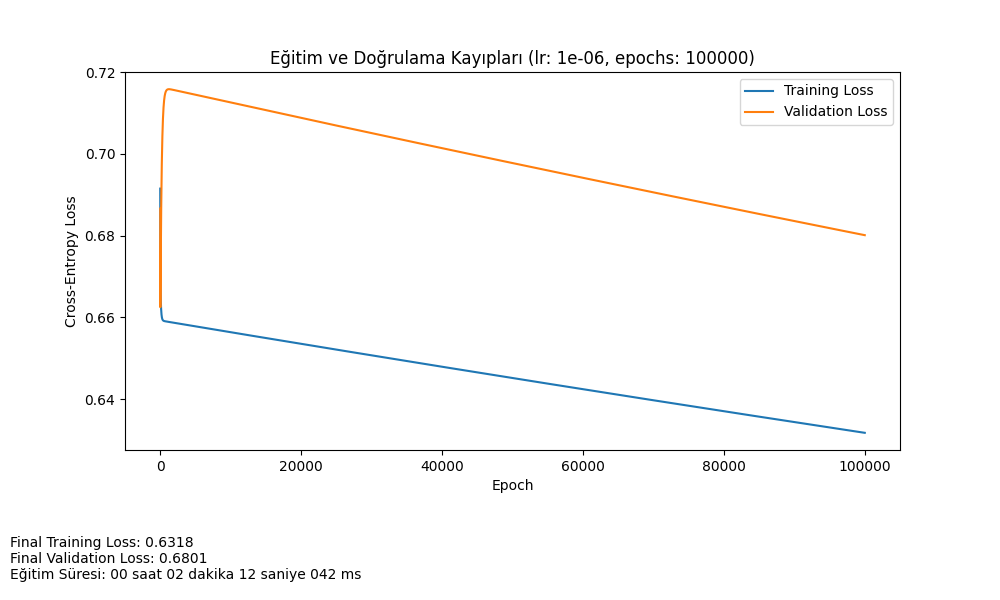 Eğitim ve Doğrulama Kayıpları (lr: 1e-06, epochs: 100000)
Training Loss
Validation Loss
Cross-Entropy Loss
0.72
0.70
0.68
0.66
0.64
0
20000
40000
60000
80000
100000
Epoch
Final Training Loss: 0.6318
Final Validation Loss: 0.6801
Eğitim Süresi: 00 saat 02 dakika 12 saniye 042 ms